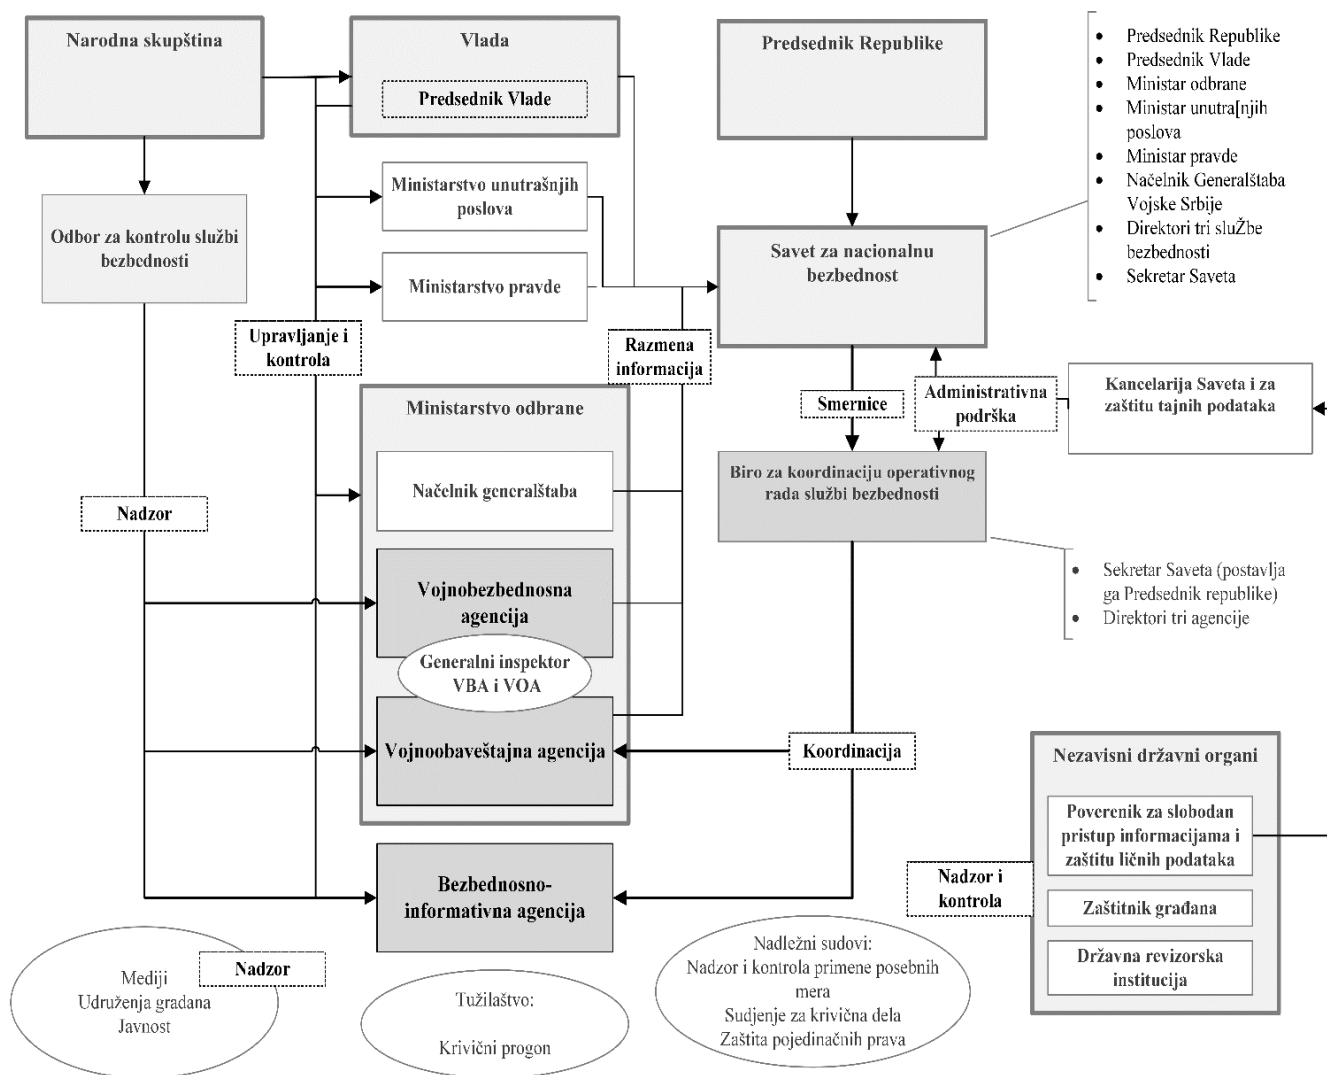 Narodna skupština
Vlada
Predsednik Vlade
Predsednik Republike
Predsednik Republike
Predsednik Vlade
Ministar odbrane
Ministar unutra[njih
poslova
Ministar pravde
Načelnik Generalštaba
Vojske Srbije
Direktori tri služBe
bezbednosti
Sekretar Saveta
Ministarstvo unutrašnjih
poslova
Odbor za kontrolu službi
bezbednosti
Savet za nacionalnu
bezbednost
Ministarstvo pravde
Upravljanje i
kontrola
Razmena
informacija
Ministarstvo odbrane
Smernice
Administrativna
podrška
Kancelarija Saveta i za
zaštitu tajnih podataka
Načelnik generalštaba
Biro za koordinaciju operativnog
rada službi bezbednosti
Nadzor
Vojnobezbednosna
agencija
Sekretar Saveta (postavlja
ga Predsednik republike)
Direktori tri agencije
Generalni inspektor
VBA i VOA
Vojnoobaveštajna agencija
Koordinacija
Nezavisni državni organi
Poverenik za slobodan
pristup informacijama i
zaštitu ličnih podataka
Bezbednosno-
informativna agencija
Nadzor i
kontrola
Zaštitnik građana
Državna revizorska
institucija
Mediji
Udruženja građana
Javnost
Nadzor
Tužilaštvo:
Krivični progon
Nadležni sudovi:
Nadzor i kontrola primene posebnih
mera
Sudjenje za krivična dela
Zaštita pojedinačnih prava